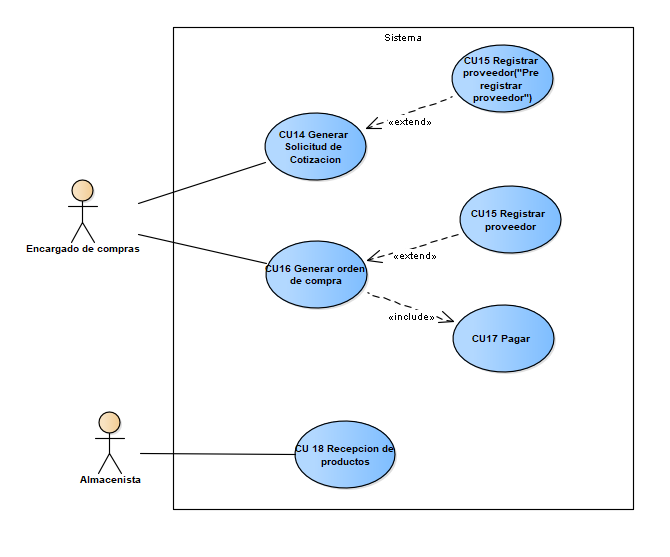 Sistema
CU15 Registrar
proveedor("Pre
registrar
proveedor")
«extend»
CU14 Generar
Solicitud de
Cotizacion
CU15 Registrar
proveedor
Encargado de compras
«extend»
CU16 Generar orden
de compra
«include»
CU17 Pagar
CU 18 Recepcion de
productos
Almacenista